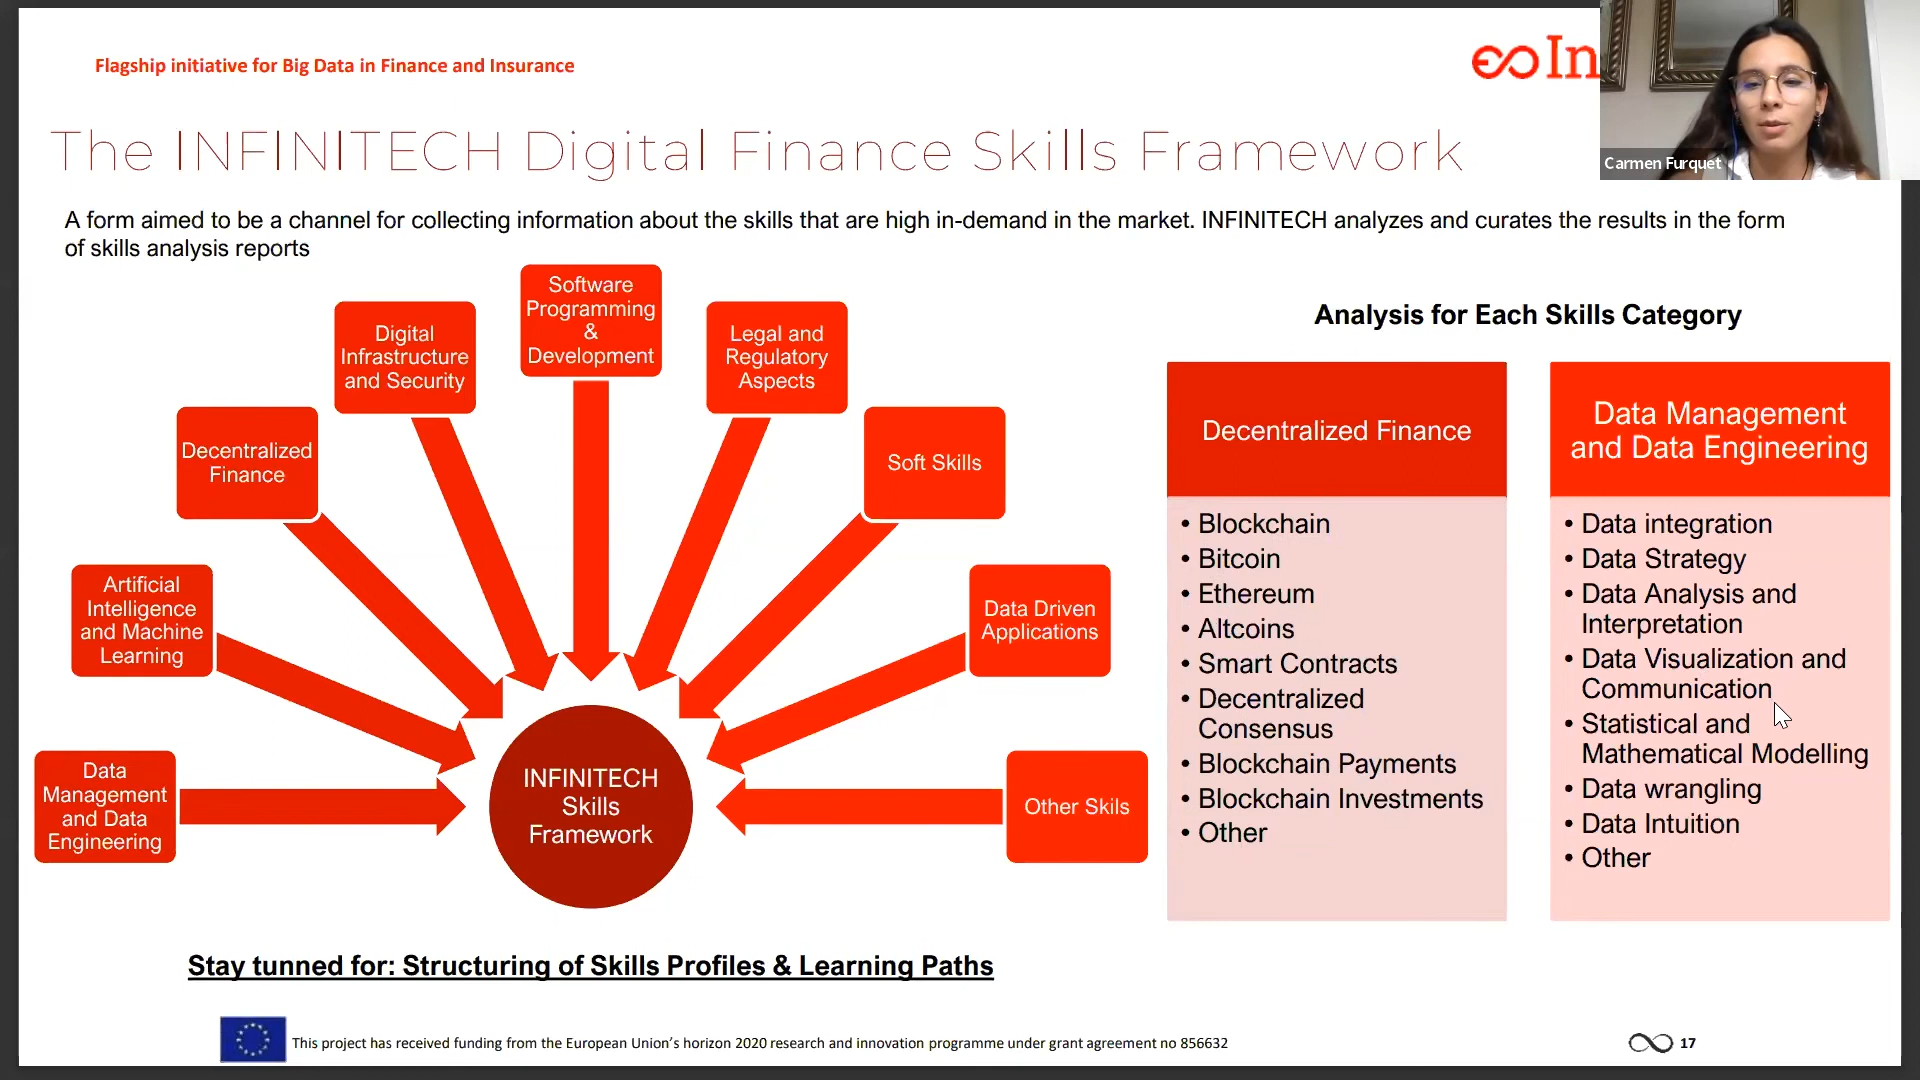 Flagship initiative for Big Data in Finance and Insurance
In
Carmen Furquet
The INFINITECH Digital Finance Skills Framework
A form aimed to be a channel for collecting information about the skills that are high in-demand in the market. INFINITECH analyzes and curates the results in the form
of skills analysis reports
Software
Programming
&
Development
Digital
Infrastructure
and Security
Legal and
Regulatory
Aspects
Decentralized
Finance
Soft Skills
Artificial
Intelligence
and Machine
Learning
Data Driven
Applications
Data
Management
and Data
Engineering
Other Skils
INFINITECH
Skills
Framework
Analysis for Each Skills Category
Decentralized Finance
• Blockchain
• Bitcoin
• Ethereum
• Altcoins
• Smart Contracts
• Decentralized
Consensus
• Blockchain Payments
• Blockchain Investments
• Other
Data Management
and Data Engineering
• Data integration
• Data Strategy
• Data Analysis and
Interpretation
• Data Visualization and
Communication
• Statistical and
Mathematical Modelling
• Data wrangling
• Data Intuition
• Other
Stay tunned for: Structuring of Skills Profiles & Learning Paths
This project has received funding from the European Union's horizon 2020 research and innovation programme under grant agreement no 856632
17